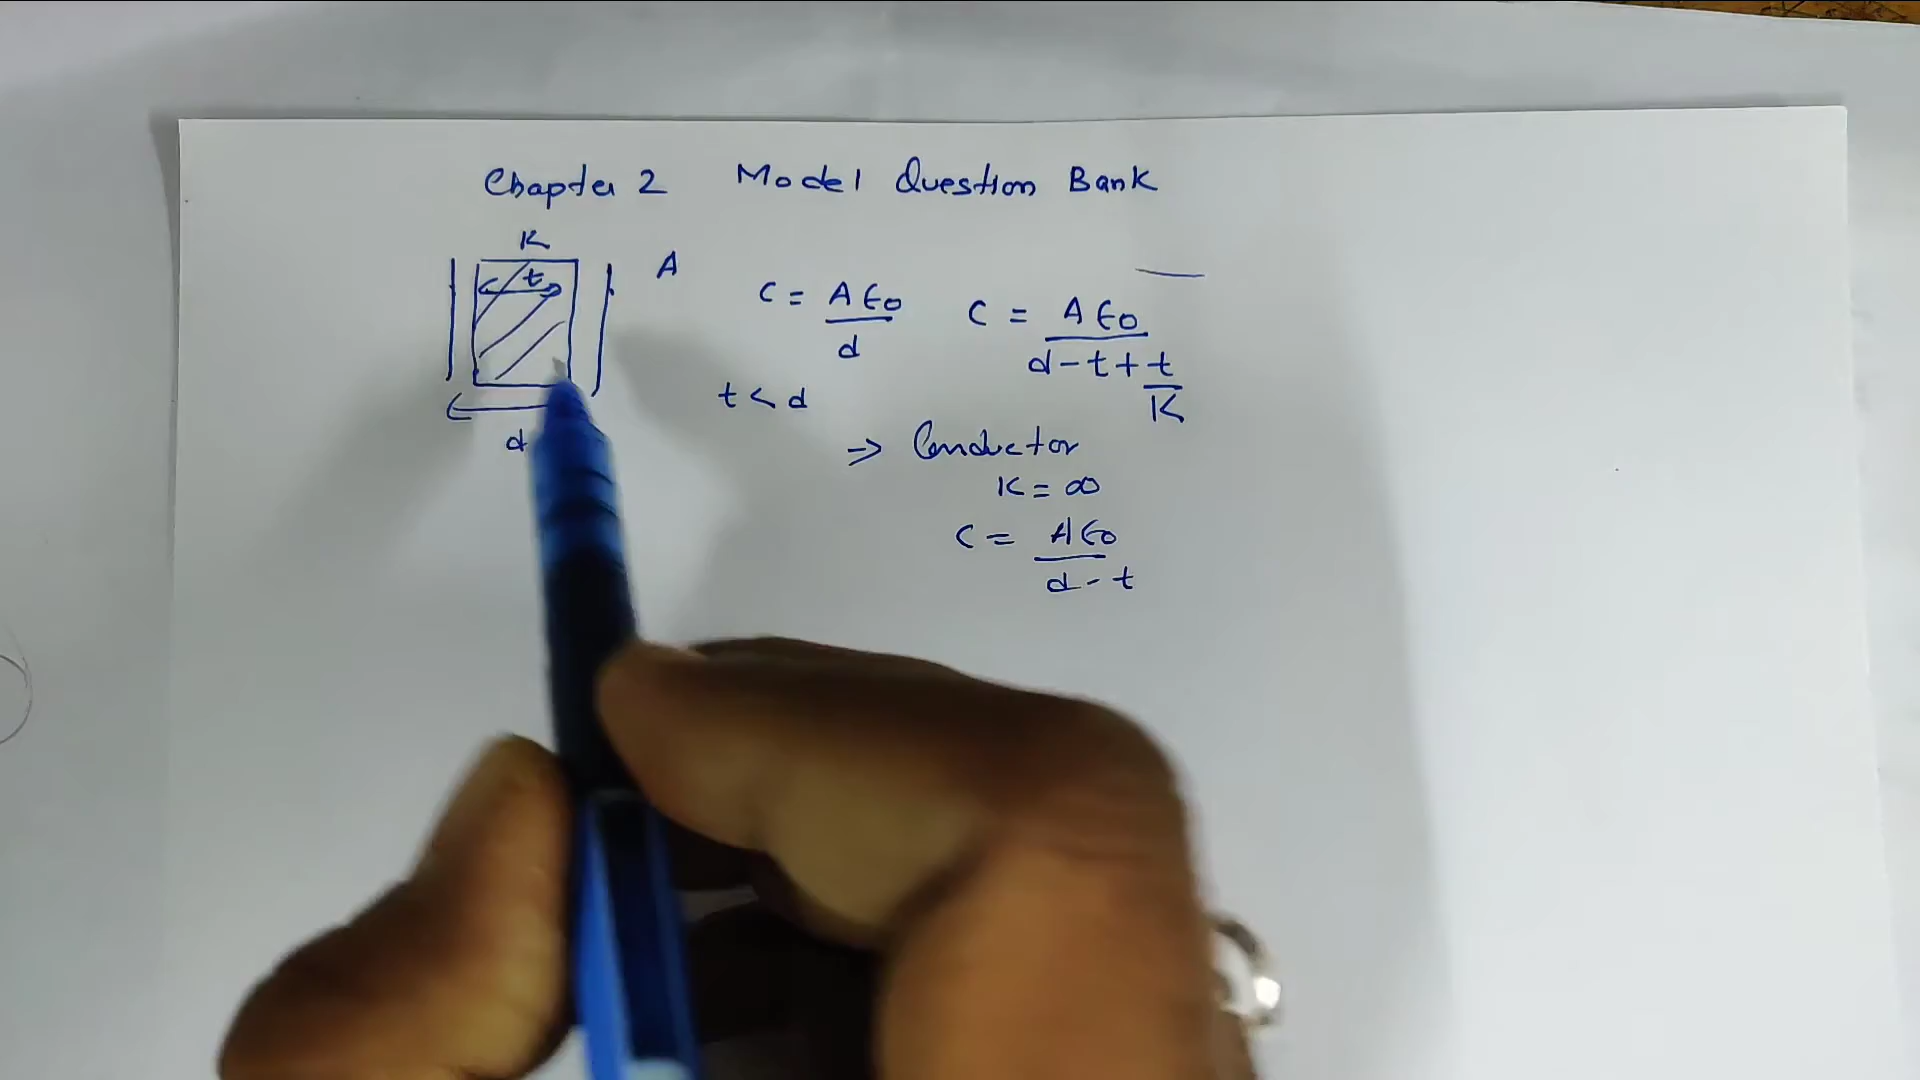 Chapter 2 Model Question Bank
K
t
A
C = Aϵ0/d
C = Aϵ0/(d-t+t/K)
t < d
d
⇒ Conductor
K = ∞
C = Aϵ0/(d-t)